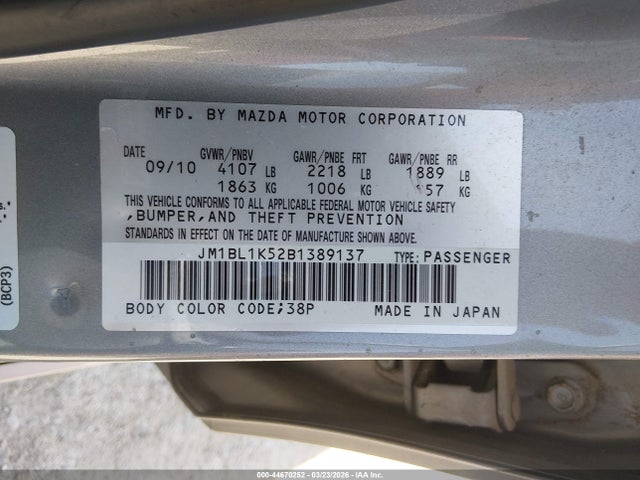 MFD. BY MAZDA MOTOR CORPORATION
DATE GVWR/PNBV GAWR/PNBE FRT GAWR/PNBE RR
09/10 4107 LB 2218 LB 1889 LB
1863 KG 1006 KG 857 KG
THIS VEHICLE CONFORMS TO ALL APPLICABLE FEDERAL MOTOR VEHICLE SAFETY
,BUMPER,AND THEFT PREVENTION
STANDARDS IN EFFECT ON THE DATE OF MANUFACTURE SHOWN ABOVE.
JM1BL1K52B1389137 TYPE: PASSENGER
BODY COLOR CODE;38P MADE IN JAPAN
(BCP3)
000-44670252 - 03/23/2026 - IAAI, Inc.